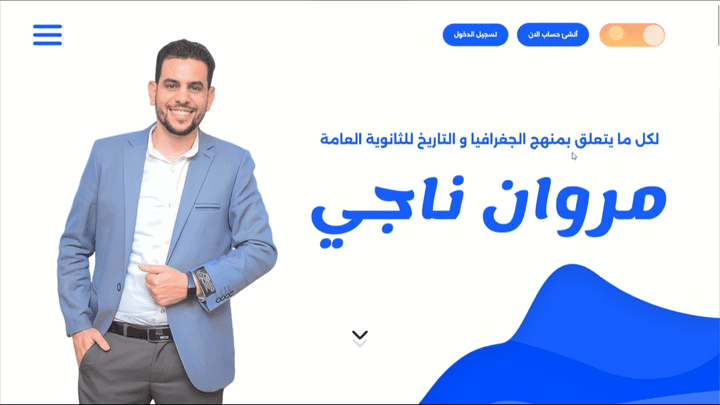 أنشئ حساب الان
تسجيل الدخول
لكل ما يتعلق بمنهج الجغرافيا و التاريخ للثانوية العامة
مروان ناجي